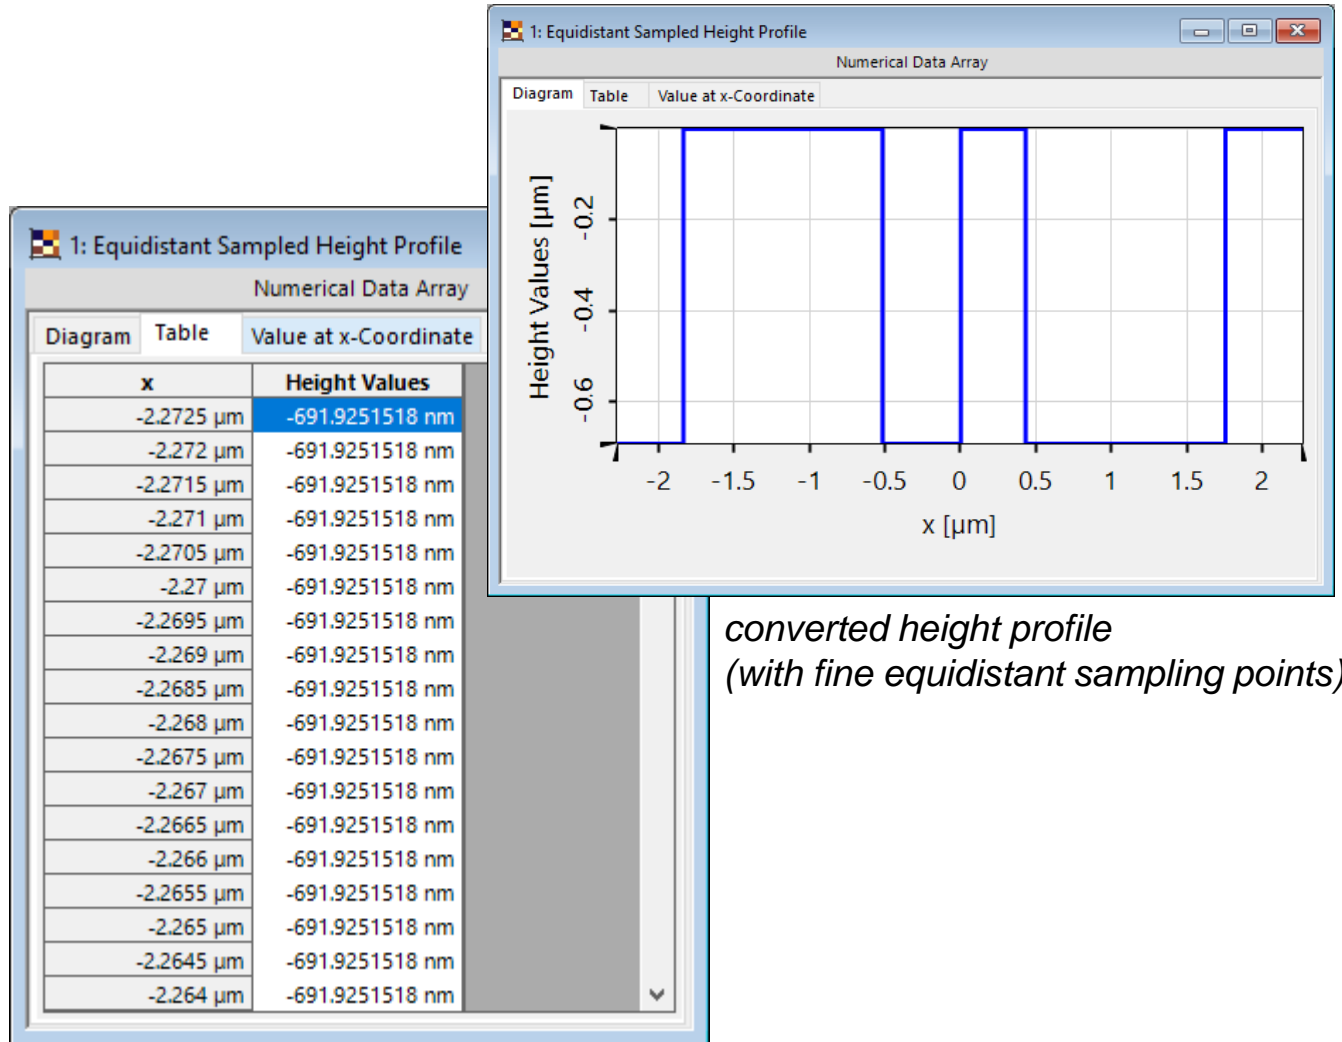 1: Equidistant Sampled Height Profile
Numerical Data Array
Diagram Table Value at x-Coordinate
Height Values [µm]
-0.2
-0.4
-0.6
-2 -1.5 -1 -0.5 0 0.5 1 1.5 2
x [µm]
1: Equidistant Sampled Height Profile
Numerical Data Array
Diagram Table Value at x-Coordinate
x Height Values
-2.2725 µm -691.9251518 nm
-2.272 µm -691.9251518 nm
-2.2715 µm -691.9251518 nm
-2.271 µm -691.9251518 nm
-2.2705 µm -691.9251518 nm
-2.27 µm -691.9251518 nm
-2.2695 µm -691.9251518 nm
-2.269 µm -691.9251518 nm
-2.2685 µm -691.9251518 nm
-2.268 µm -691.9251518 nm
-2.2675 µm -691.9251518 nm
-2.267 µm -691.9251518 nm
-2.2665 µm -691.9251518 nm
-2.266 µm -691.9251518 nm
-2.2655 µm -691.9251518 nm
-2.265 µm -691.9251518 nm
-2.2645 µm -691.9251518 nm
-2.264 µm -691.9251518 nm
converted height profile
(with fine equidistant sampling points)